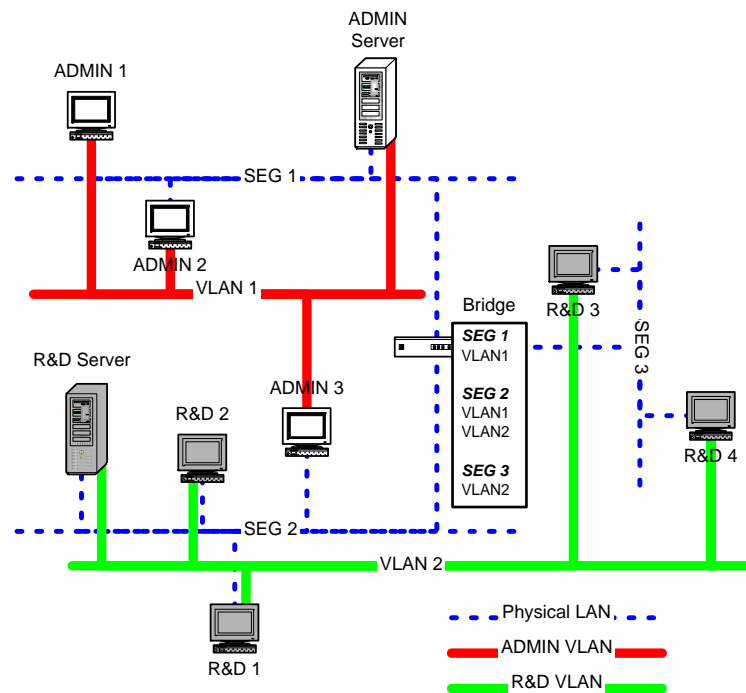 ADMIN
Server
ADMIN 1
SEG 1
ADMIN 2
VLAN 1
Bridge
R&D 3
SEG 1
VLAN1
SEG 2
VLAN1
VLAN2
SEG 3
VLAN2
SEG 3
R&D Server
R&D 2
ADMIN 3
R&D 4
SEG 2
VLAN 2
R&D 1
Physical LAN
ADMIN VLAN
R&D VLAN